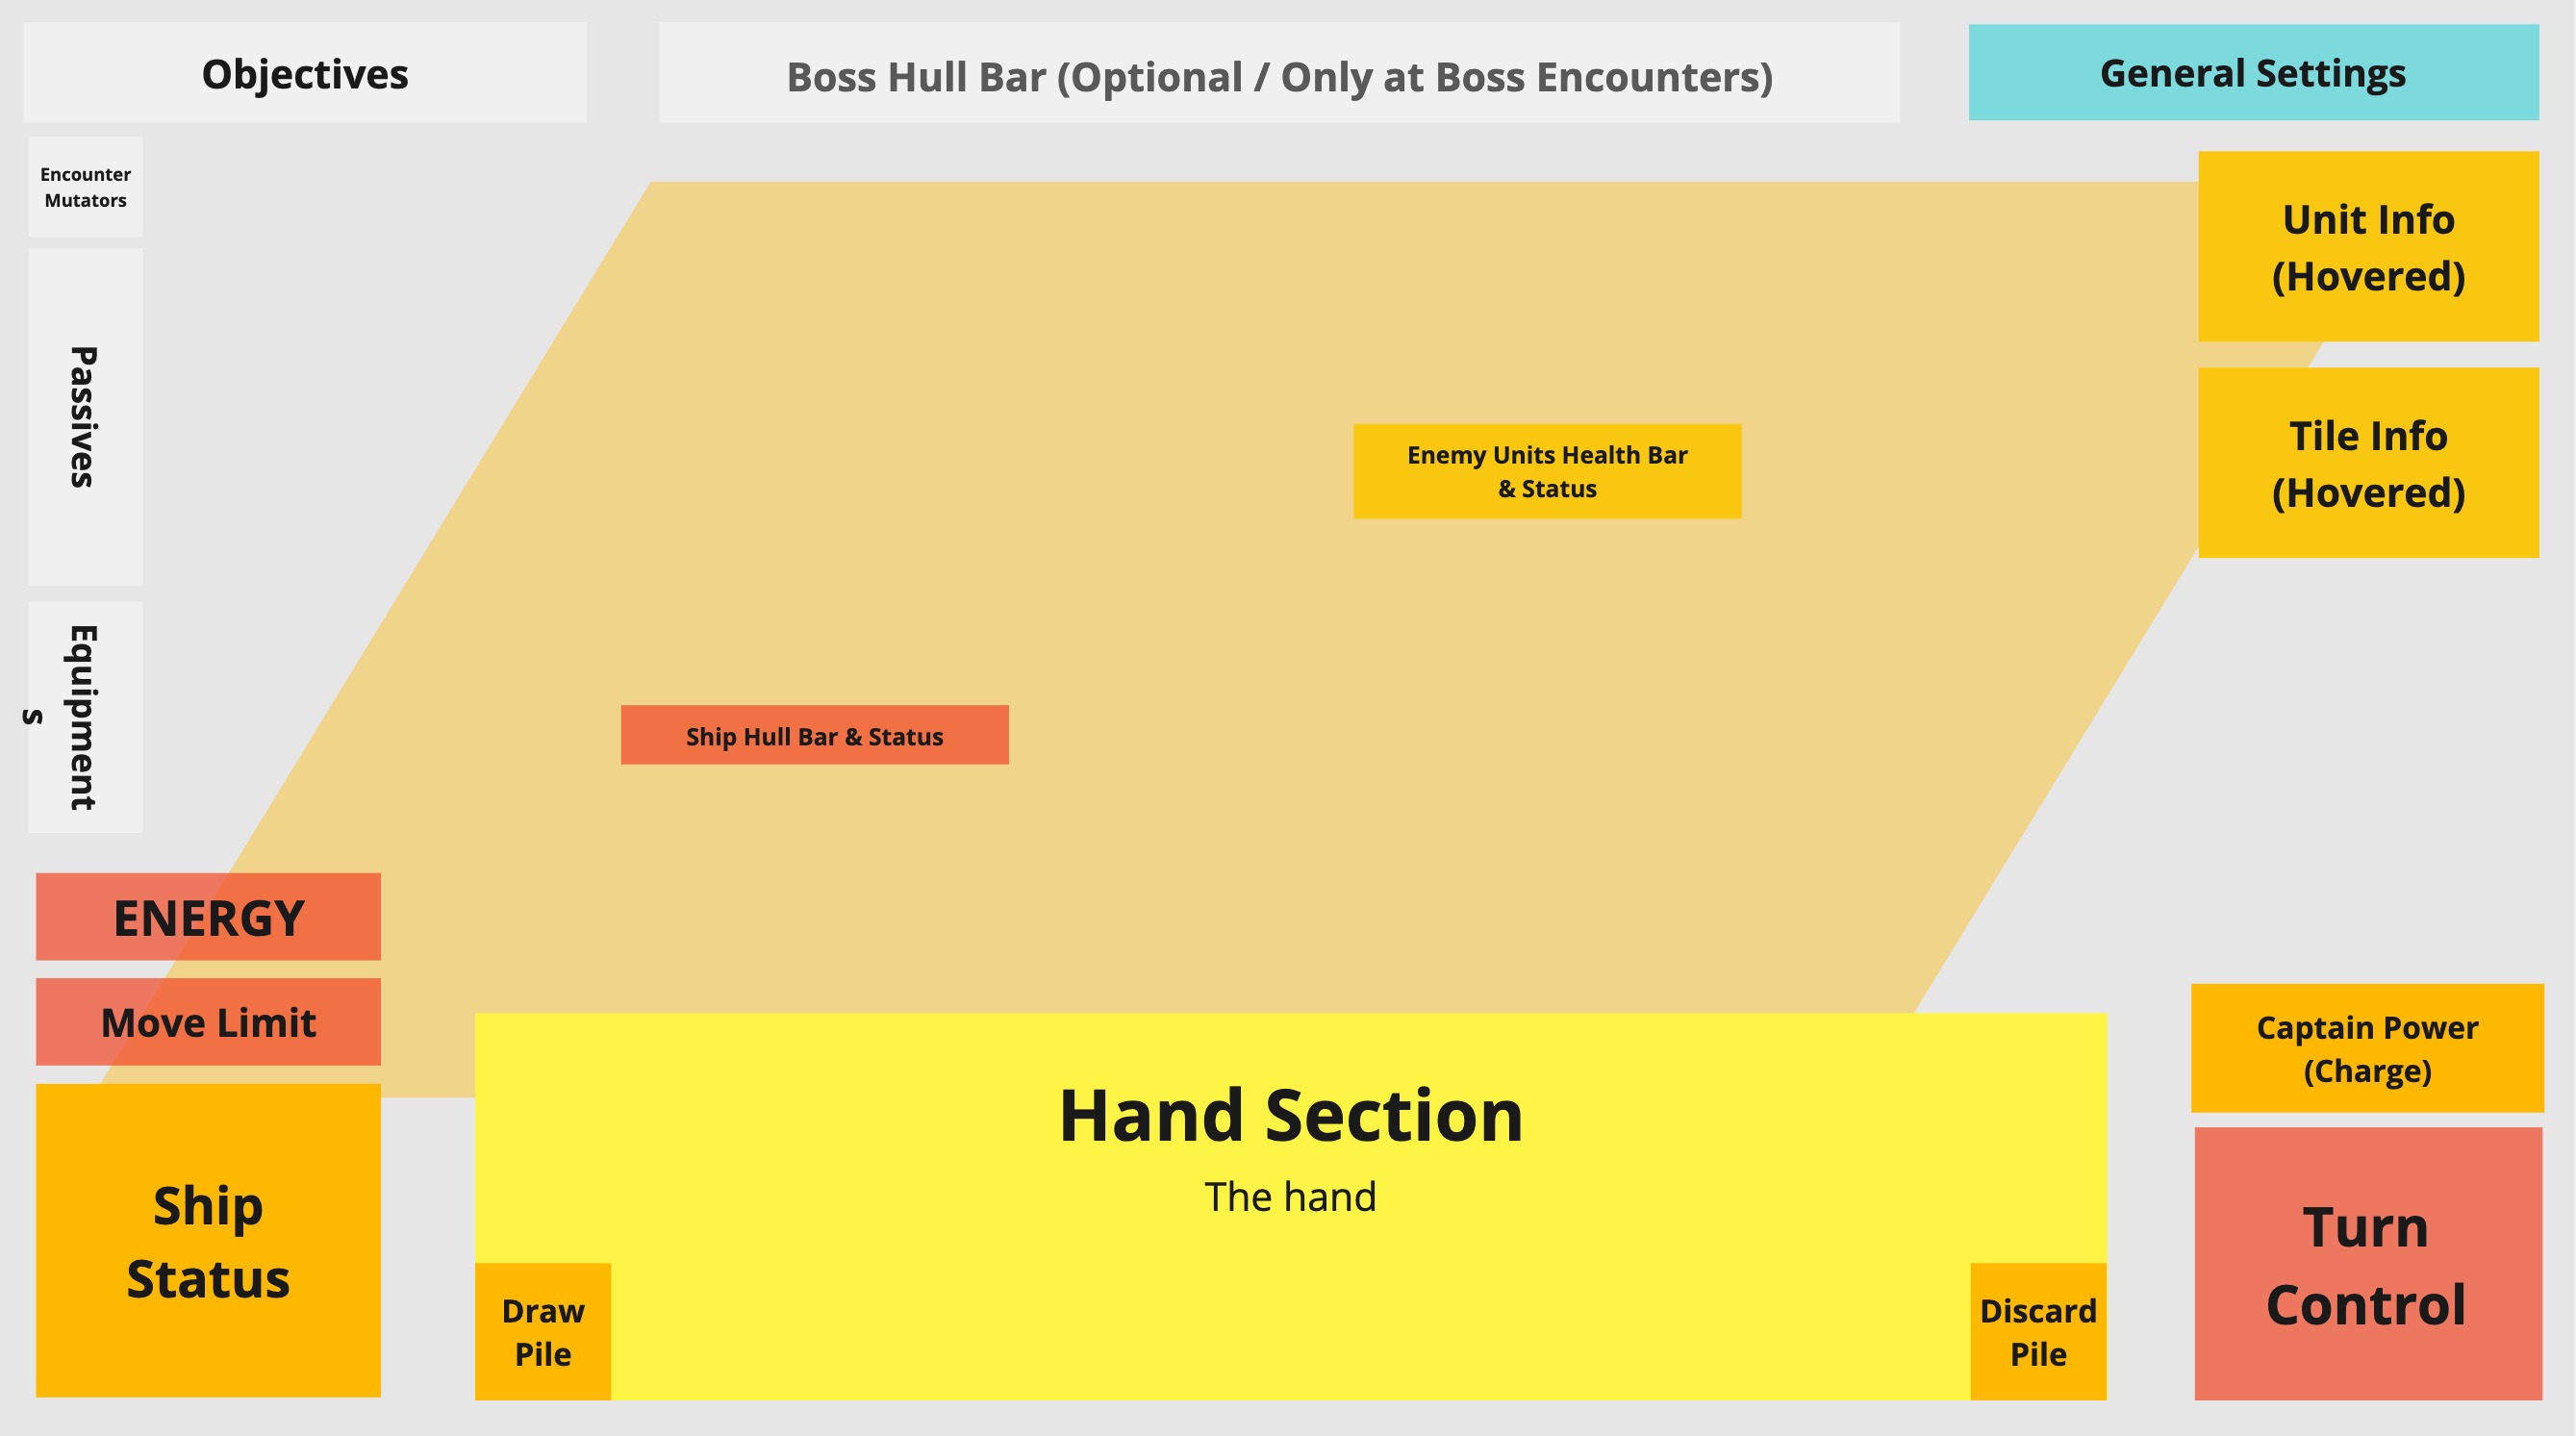 Objectives
Boss Hull Bar (Optional / Only at Boss Encounters)
General Settings
Encounter
Mutators
Passives
Equipment
s
Unit Info
(Hovered)
Tile Info
(Hovered)
Enemy Units Health Bar
& Status
Ship Hull Bar & Status
ENERGY
Move Limit
Ship
Status
Hand Section
The hand
Draw
Pile
Discard
Pile
Captain Power
(Charge)
Turn
Control